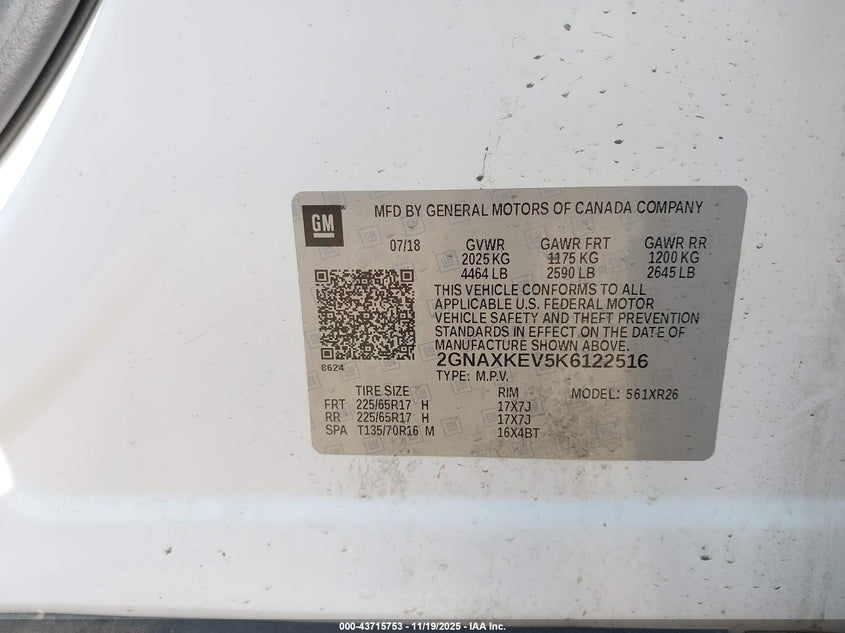 GM
MFD BY GENERAL MOTORS OF CANADA COMPANY
07/18 GVWR GAWR FRT GAWR RR
2025 KG 1175 KG 1200 KG
4464 LB 2590 LB 2645 LB
THIS VEHICLE CONFORMS TO ALL
APPLICABLE U.S. FEDERAL MOTOR
VEHICLE SAFETY AND THEFT PREVENTION
STANDARDS IN EFFECT ON THE DATE OF
MANUFACTURE SHOWN ABOVE.
8624
2GNAXKEV5K6122516
TYPE: M.P.V.
TIRE SIZE RIM MODEL: 561XR26
FRT 225/65R17 H 17X7J
RR 225/65R17 H 17X7J
SPA T135/70R16 M 16X4BT
000-43715753 - 11/19/2025 - IAA Inc.